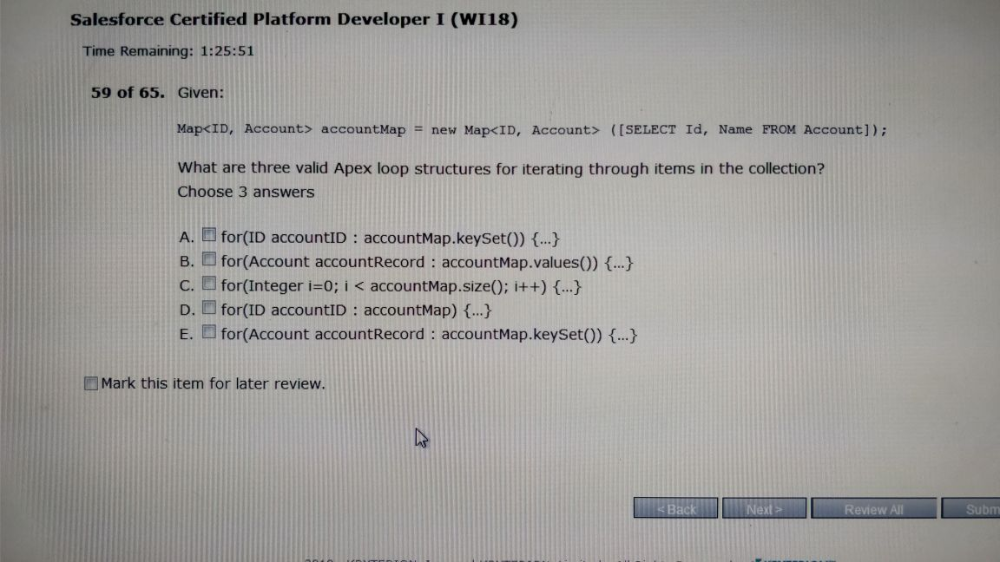 Salesforce Certified Platform Developer I (WI18)
Time Remaining: 1:25:51
59 of 65. Given:
Map<ID, Account> accountMap = new Map<ID, Account> ([SELECT Id, Name FROM Account]);
What are three valid Apex loop structures for iterating through items in the collection?
Choose 3 answers
A. for(ID accountID : accountMap.keySet()) {...}
B. for(Account accountRecord : accountMap.values()) {...}
C. for(Integer i=0; i < accountMap.size(); i++) {...}
D. for(ID accountID : accountMap) {...}
E. for(Account accountRecord : accountMap.keySet()) {...}
Mark this item for later review.
< Back Next > Review All Subm